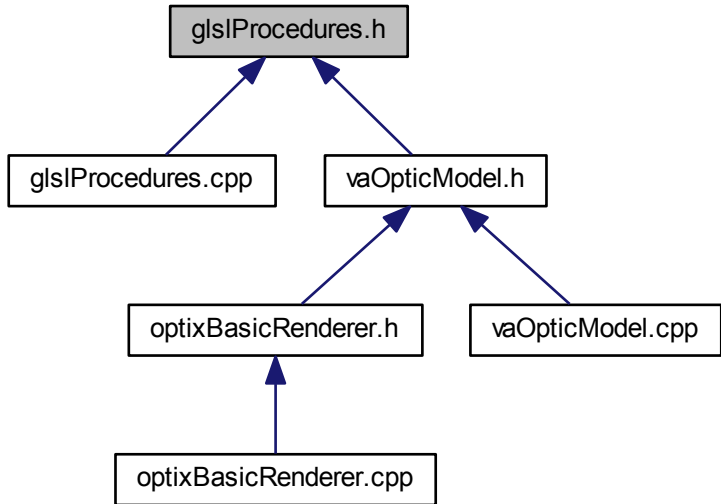 glslProcedures.h
glslProcedures.cpp
vaOpticModel.h
optixBasicRenderer.h
vaOpticModel.cpp
optixBasicRenderer.cpp